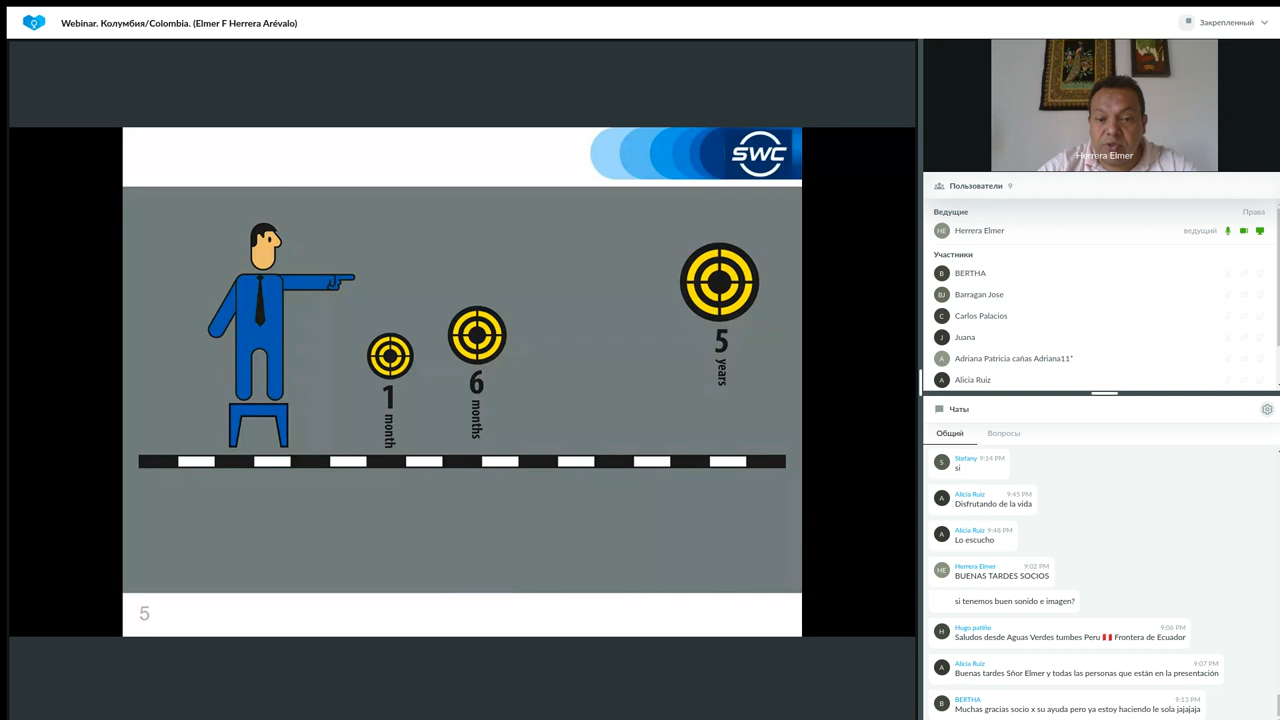 Webinar. Колумбия/Colombia. (Elmer F Herrera Arévalo)
Закрепленный
SWC
1
month
6
months
5
years
5
Herrera Elmer
Пользователи 9
Ведущие
Права
HE Herrera Elmer ведущий
Участники
B BERTHA
BJ Barragan Jose
C Carlos Palacios
J Juana
A Adriana Patricia cañas Adriana11*
A Alicia Ruiz
Чаты
Общий Вопросы
S Stefany 9:14 PM
si
A Alicia Ruiz 9:45 PM
Disfrutando de la vida
A Alicia Ruiz 9:48 PM
Lo escucho
HE Herrera Elmer 9:02 PM
BUENAS TARDES SOCIOS
si tenemos buen sonido e imagen?
H Hugo patiño 9:06 PM
Saludos desde Aguas Verdes tumbes Peru 🇵🇪 Frontera de Ecuador
A Alicia Ruiz 9:07 PM
Buenas tardes Sñor Elmer y todas las personas que están en la presentación
B BERTHA 9:13 PM
Muchas gracias socio x su ayuda pero ya estoy haciendo le sola jajajaja